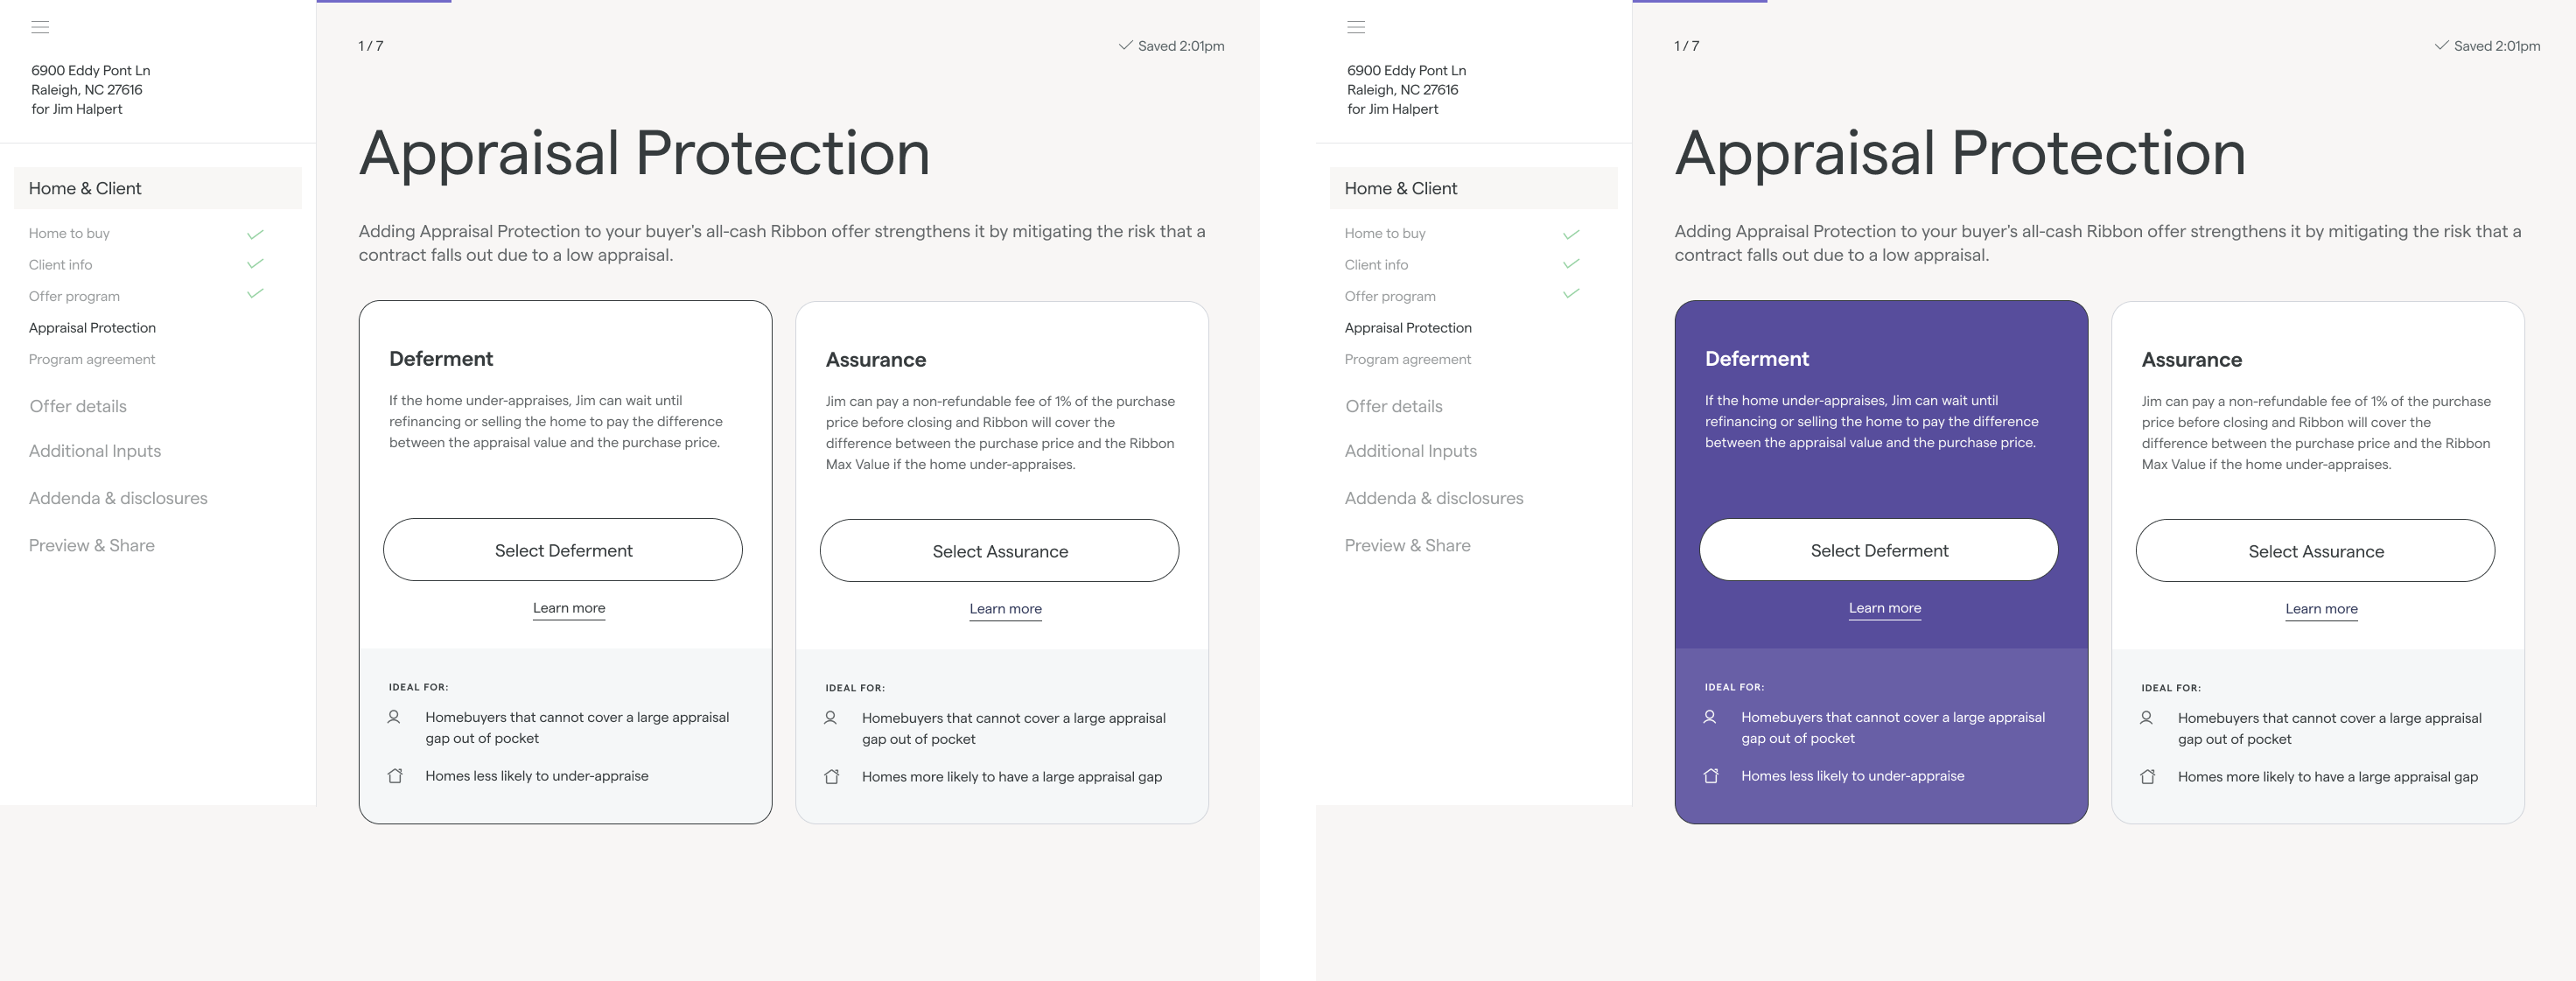 6900 Eddy Pont Ln
Raleigh, NC 27616
for Jim Halpert
Home & Client
Home to buy
Client info
Offer program
Appraisal Protection
Program agreement
Offer details
Additional Inputs
Addenda & disclosures
Preview & Share
1 / 7
Saved 2:01pm
Appraisal Protection
Adding Appraisal Protection to your buyer's all-cash Ribbon offer strengthens it by mitigating the risk that a
contract falls out due to a low appraisal.
Deferment
If the home under-appraises, Jim can wait until
refinancing or selling the home to pay the difference
between the appraisal value and the purchase price.
Select Deferment
Learn more
IDEAL FOR:
Homebuyers that cannot cover a large appraisal
gap out of pocket
Homes less likely to under-appraise
Assurance
Jim can pay a non-refundable fee of 1% of the purchase
price before closing and Ribbon will cover the
difference between the purchase price and the Ribbon
Max Value if the home under-appraises.
Select Assurance
Learn more
IDEAL FOR:
Homebuyers that cannot cover a large appraisal
gap out of pocket
Homes more likely to have a large appraisal gap
6900 Eddy Pont Ln
Raleigh, NC 27616
for Jim Halpert
Home & Client
Home to buy
Client info
Offer program
Appraisal Protection
Program agreement
Offer details
Additional Inputs
Addenda & disclosures
Preview & Share
1 / 7
Saved 2:01pm
Appraisal Protection
Adding Appraisal Protection to your buyer's all-cash Ribbon offer strengthens it by mitigating the risk that a
contract falls out due to a low appraisal.
Deferment
If the home under-appraises, Jim can wait until
refinancing or selling the home to pay the difference
between the appraisal value and the purchase price.
Select Deferment
Learn more
IDEAL FOR:
Homebuyers that cannot cover a large appraisal
gap out of pocket
Homes less likely to under-appraise
Assurance
Jim can pay a non-refundable fee of 1% of the purchase
price before closing and Ribbon will cover the
difference between the purchase price and the Ribbon
Max Value if the home under-appraises.
Select Assurance
Learn more
IDEAL FOR:
Homebuyers that cannot cover a large appraisal
gap out of pocket
Homes more likely to have a large appraisal gap